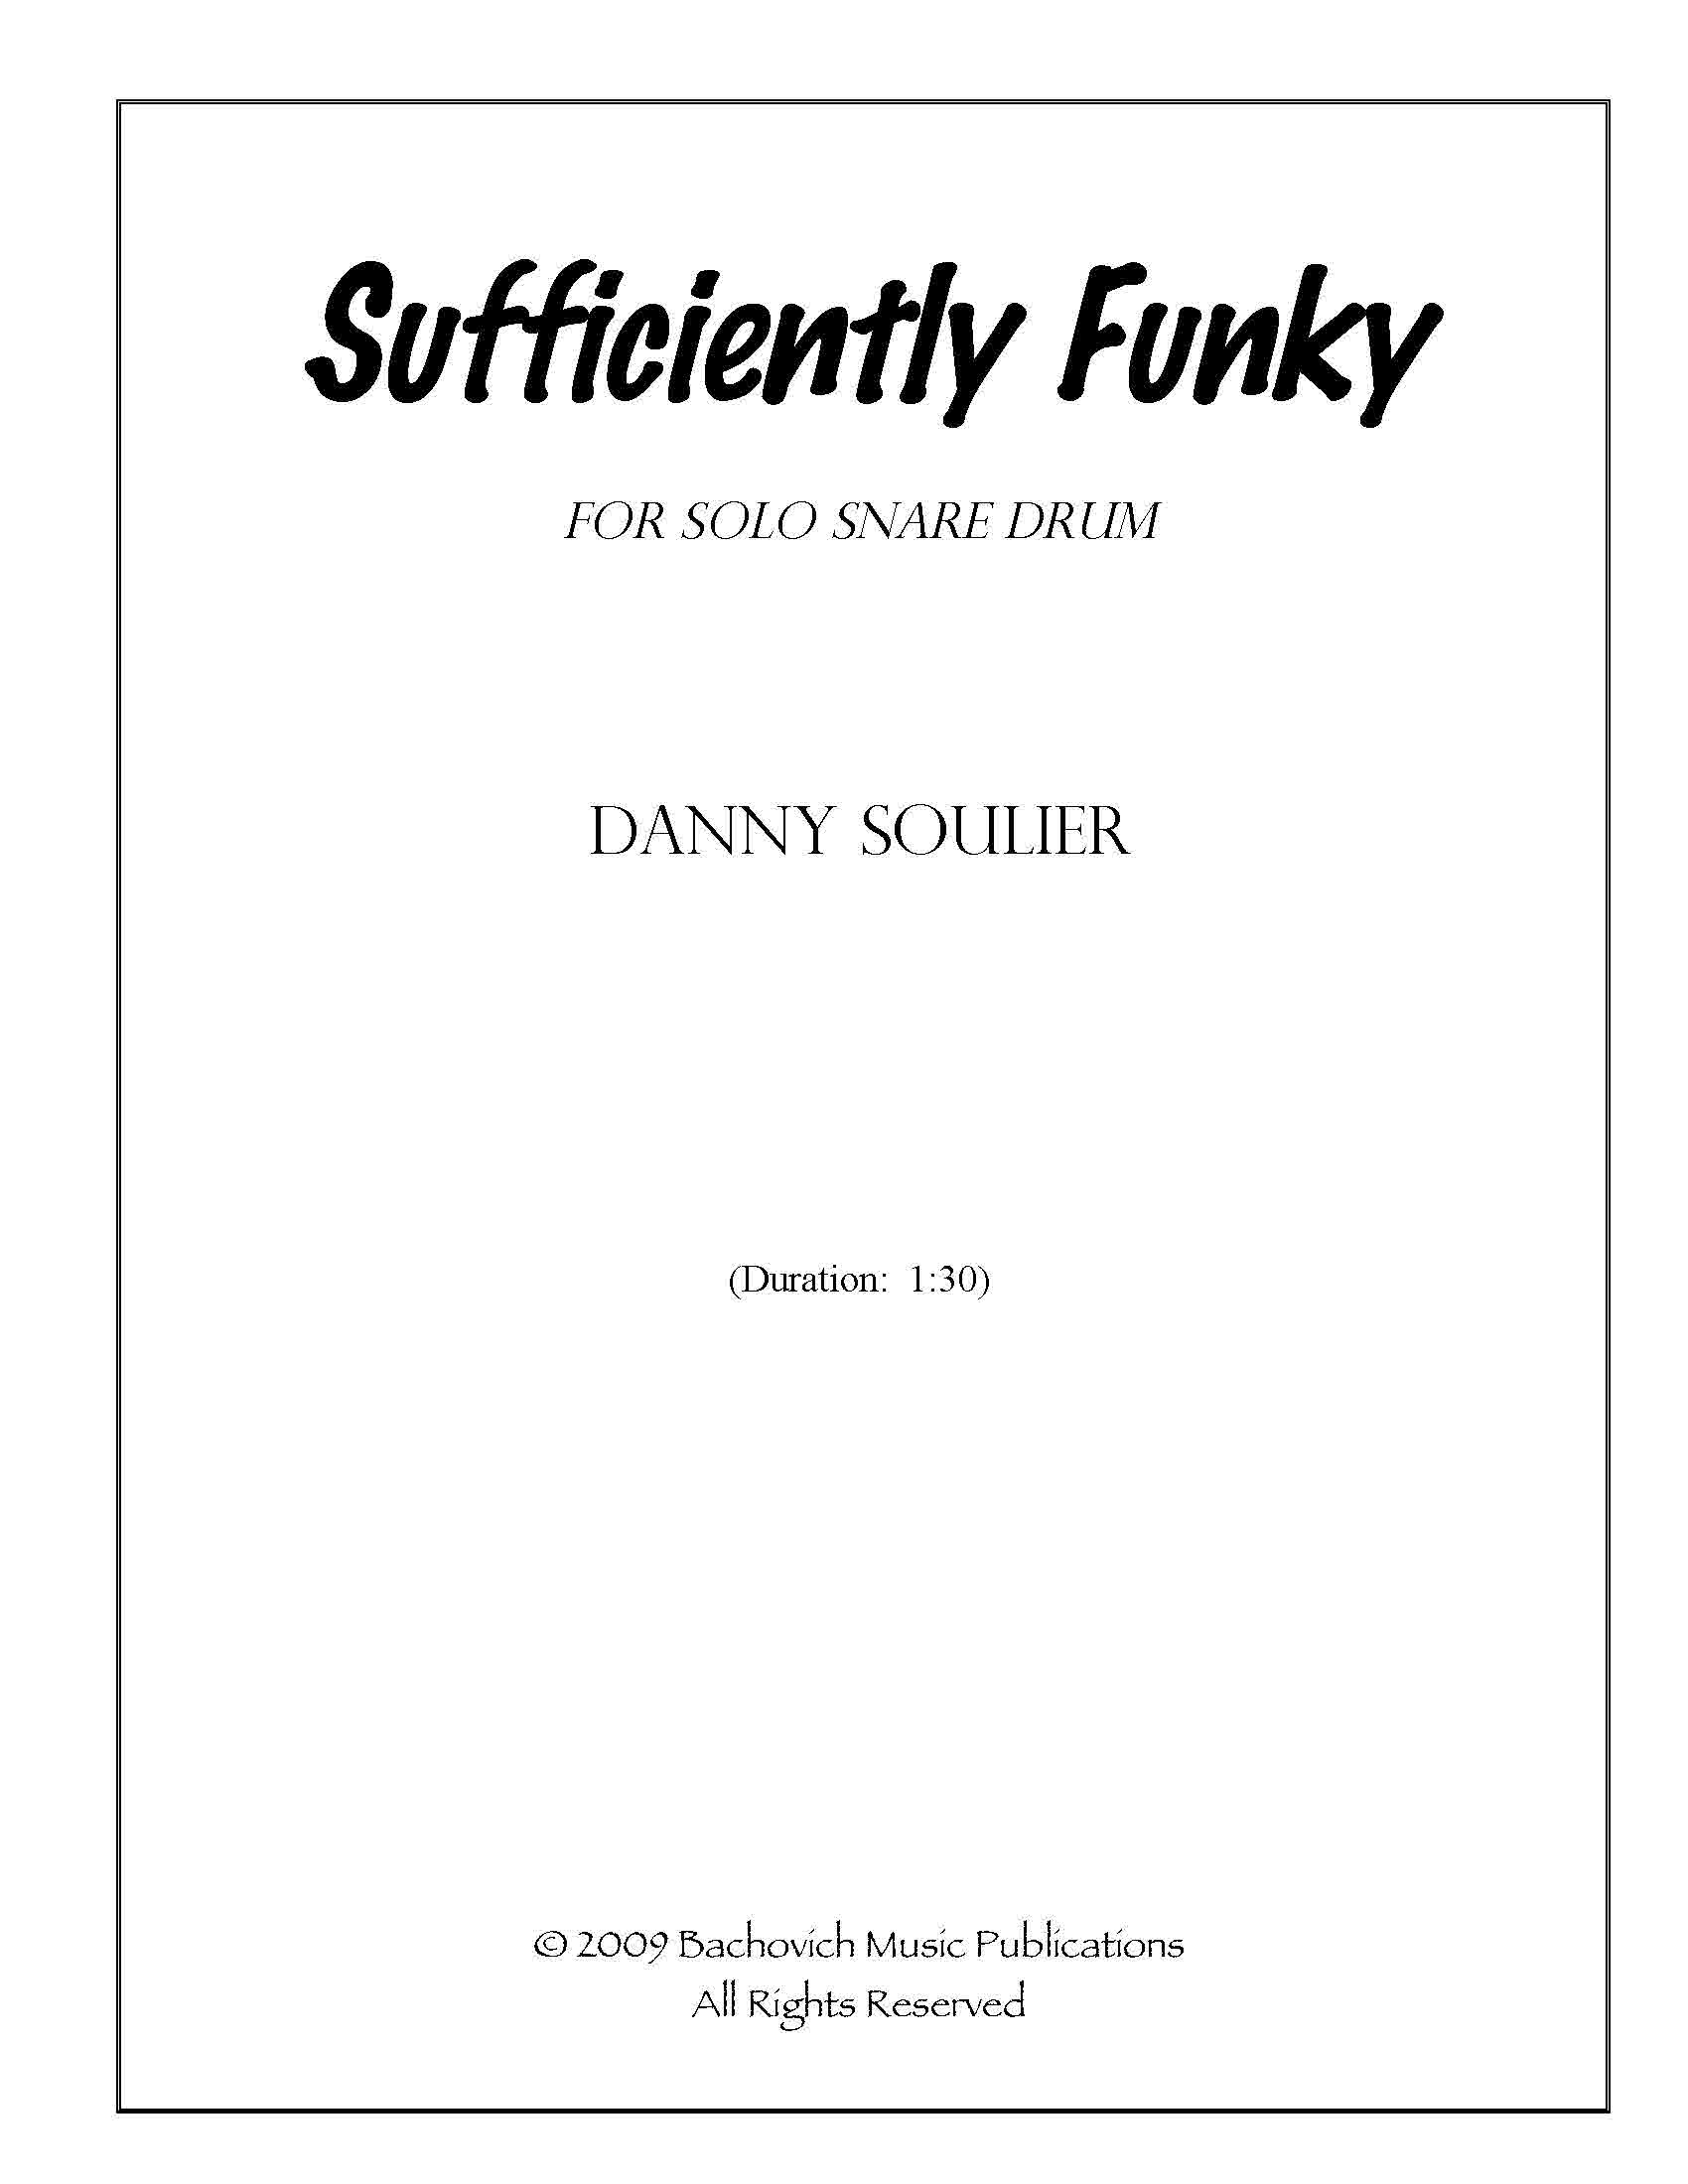 Sufficiently Funky
FOR SOLO SNARE DRUM
DANNY SOULIER
(Duration:  1:30)
© 2009 Bachovich Music Publications
All Rights Reserved